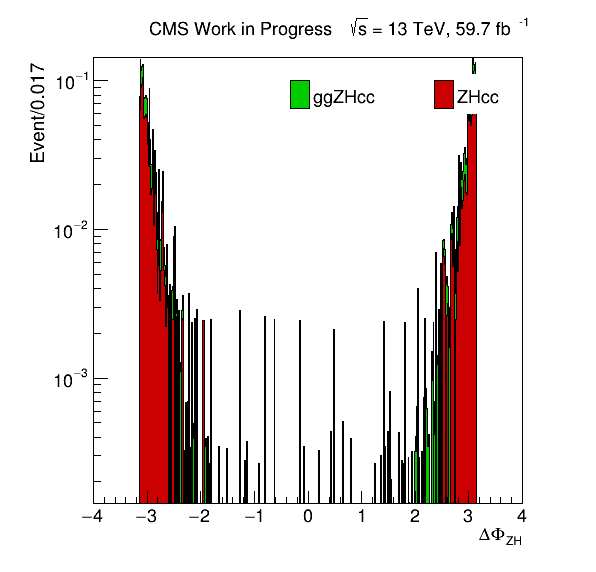 CMS Work in Progress √s = 13 TeV, 59.7 fb⁻¹
Event/0.017
ggZHcc ZHcc
10⁻¹
10⁻²
10⁻³
−4 −3 −2 −1 0 1 2 3 4
ΔΦ_ZH